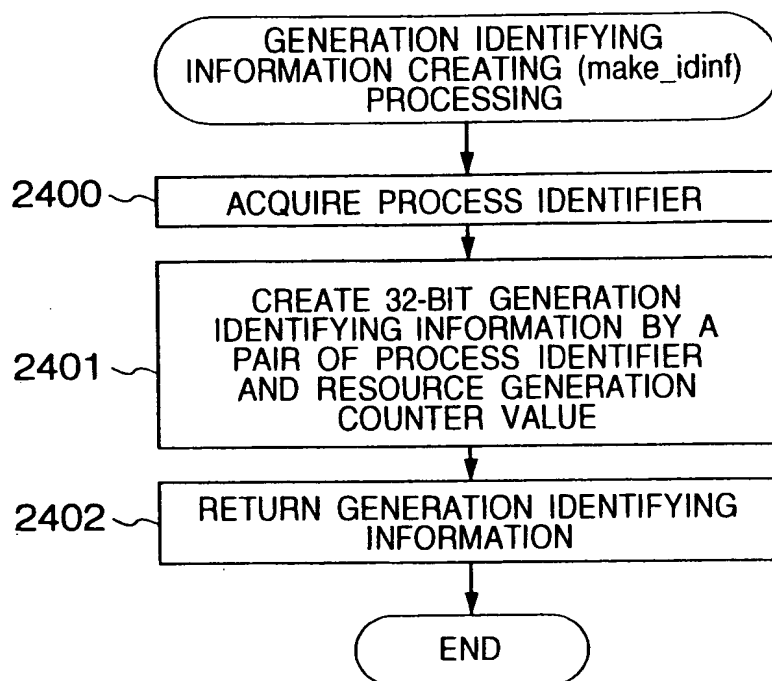 GENERATION IDENTIFYING
INFORMATION CREATING (make_idinf)
PROCESSING
2400
ACQUIRE PROCESS IDENTIFIER
2401
CREATE 32-BIT GENERATION
IDENTIFYING INFORMATION BY A
PAIR OF PROCESS IDENTIFIER
AND RESOURCE GENERATION
COUNTER VALUE
2402
RETURN GENERATION IDENTIFYING
INFORMATION
END